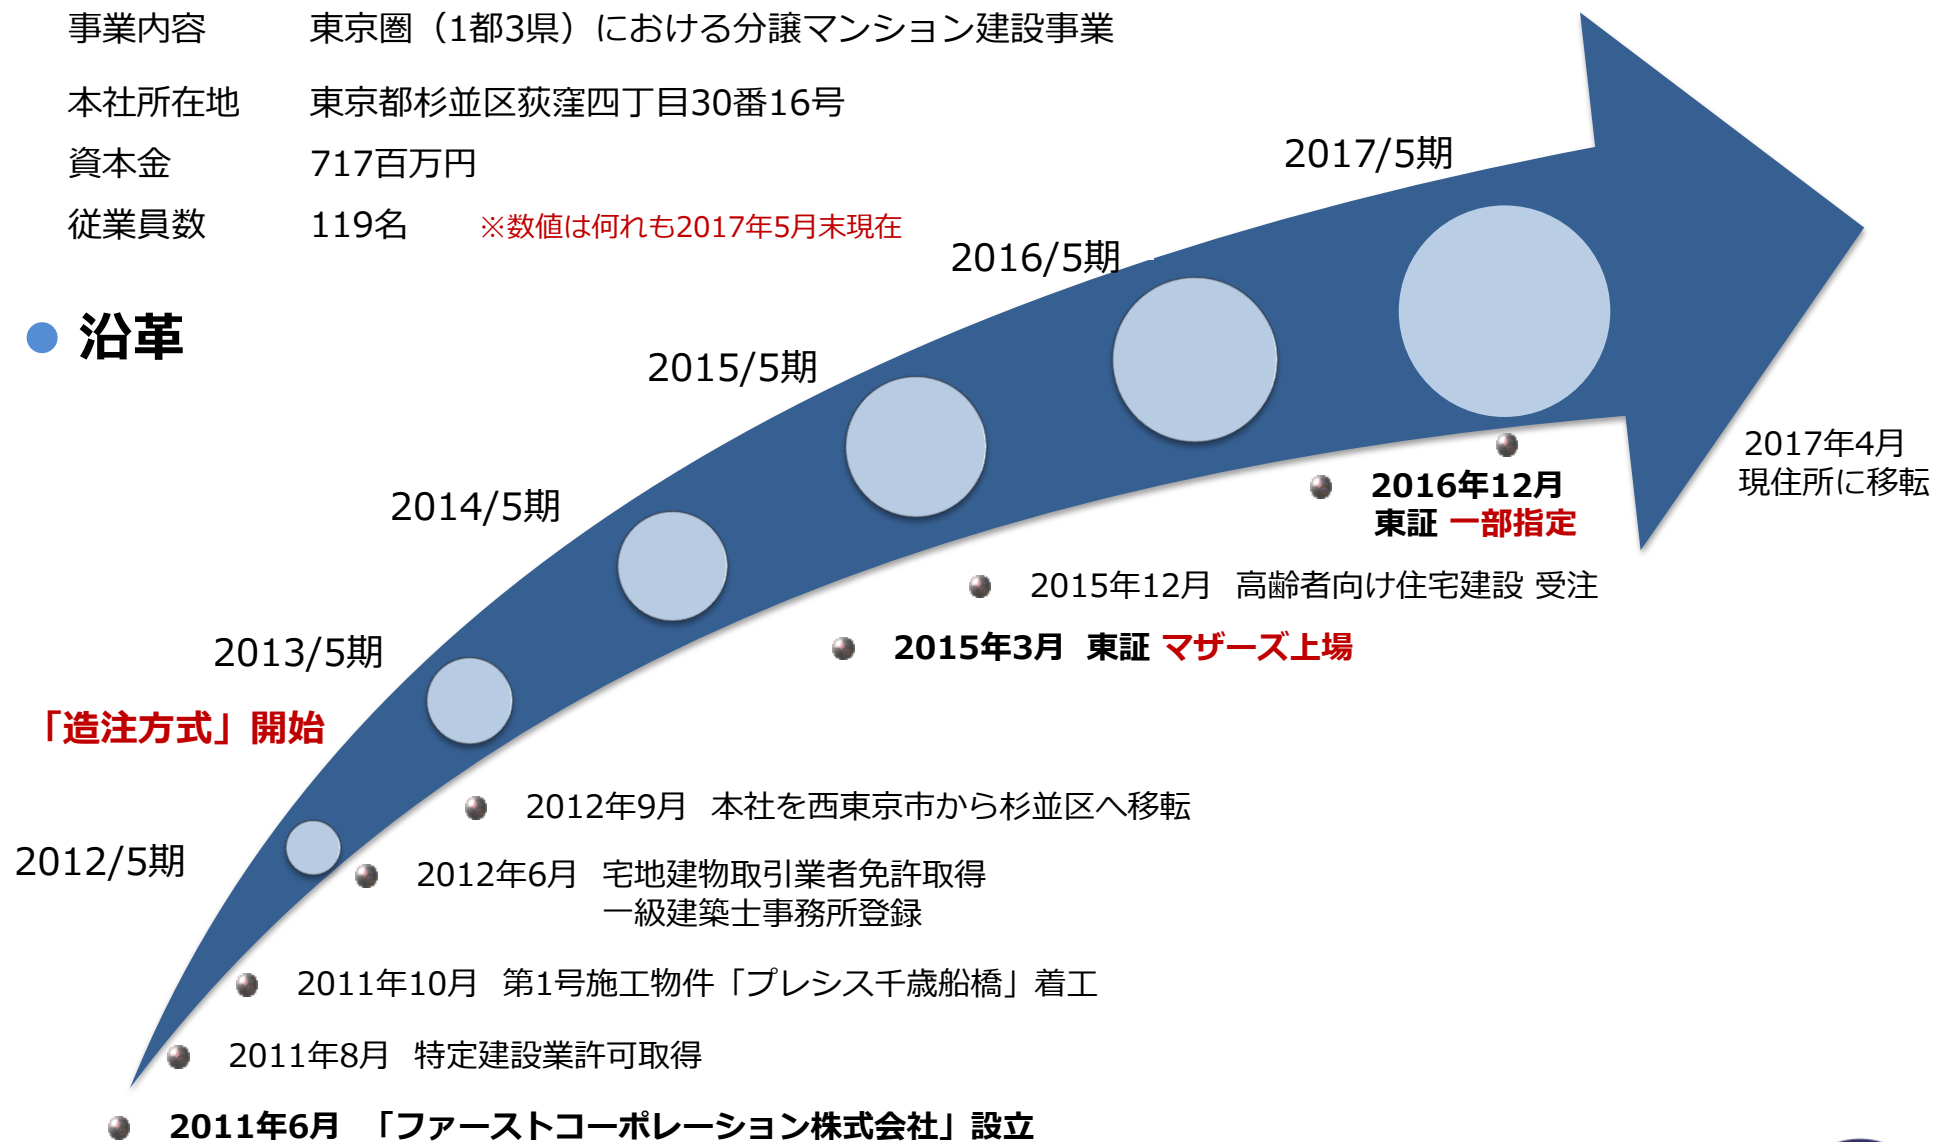 事業内容 東京圏（1都3県）における分譲マンション建設事業
本社所在地 東京都杉並区荻窪四丁目30番16号
資本金 717百万円
従業員数 119名 ※数値は何れも2017年5月末現在
沿革
2017/5期
2016/5期
2015/5期
2014/5期
2013/5期
「造注方式」開始
2012/5期
2017年4月
現住所に移転
2016年12月
東証 一部指定
2015年12月 高齢者向け住宅建設 受注
2015年3月 東証 マザーズ上場
2012年9月 本社を西東京市から杉並区へ移転
2012年6月 宅地建物取引業者免許取得
一級建築士事務所登録
2011年10月 第1号施工物件「プレシス千歳船橋」着工
2011年8月 特定建設業許可取得
2011年6月 「ファーストコーポレーション株式会社」設立